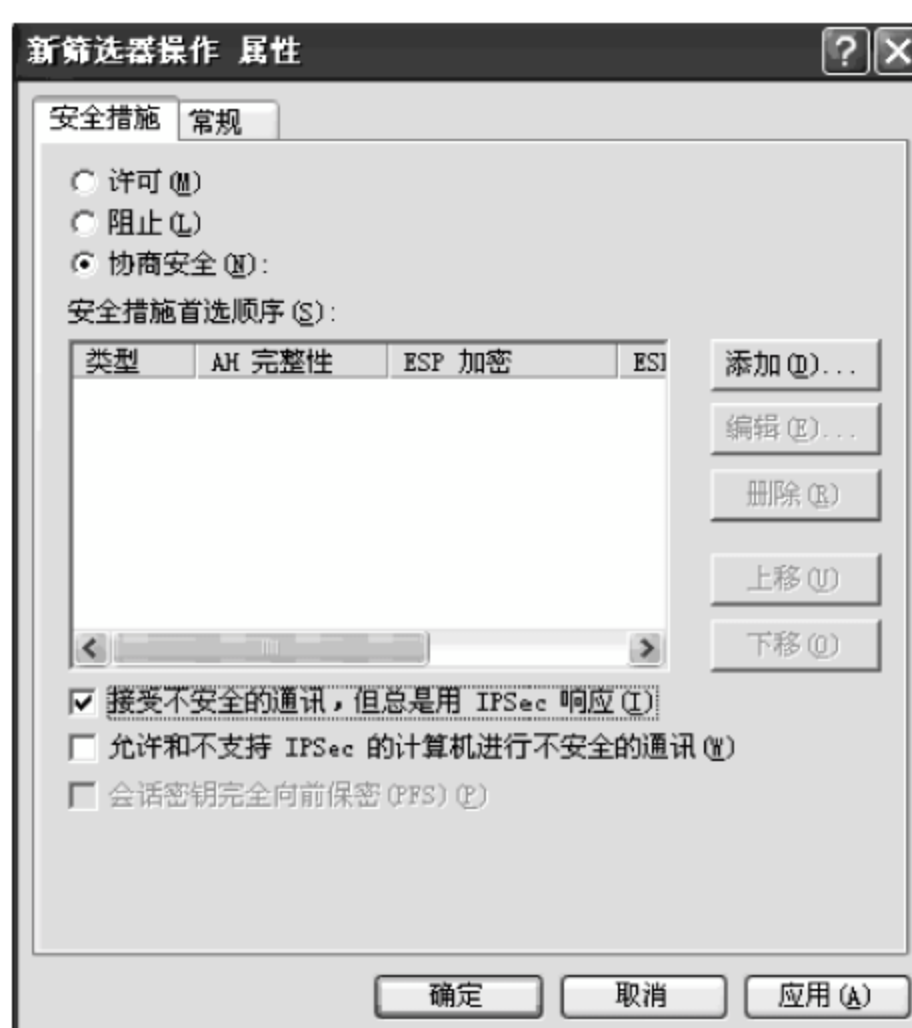 新筛选器操作 属性
安全措施 常规
许可(M)
阻止(L)
协商安全(N):
安全措施首选顺序(S):
类型 AH 完整性 ESP 加密 ESI
添加(D)...
编辑(E)...
删除(R)
上移(U)
下移(O)
接受不安全的通讯,但总是用 IPSec 响应(I)
允许和不支持 IPSec 的计算机进行不安全的通讯(W)
会话密钥完全向前保密(PFS)(P)
确定 取消 应用(A)